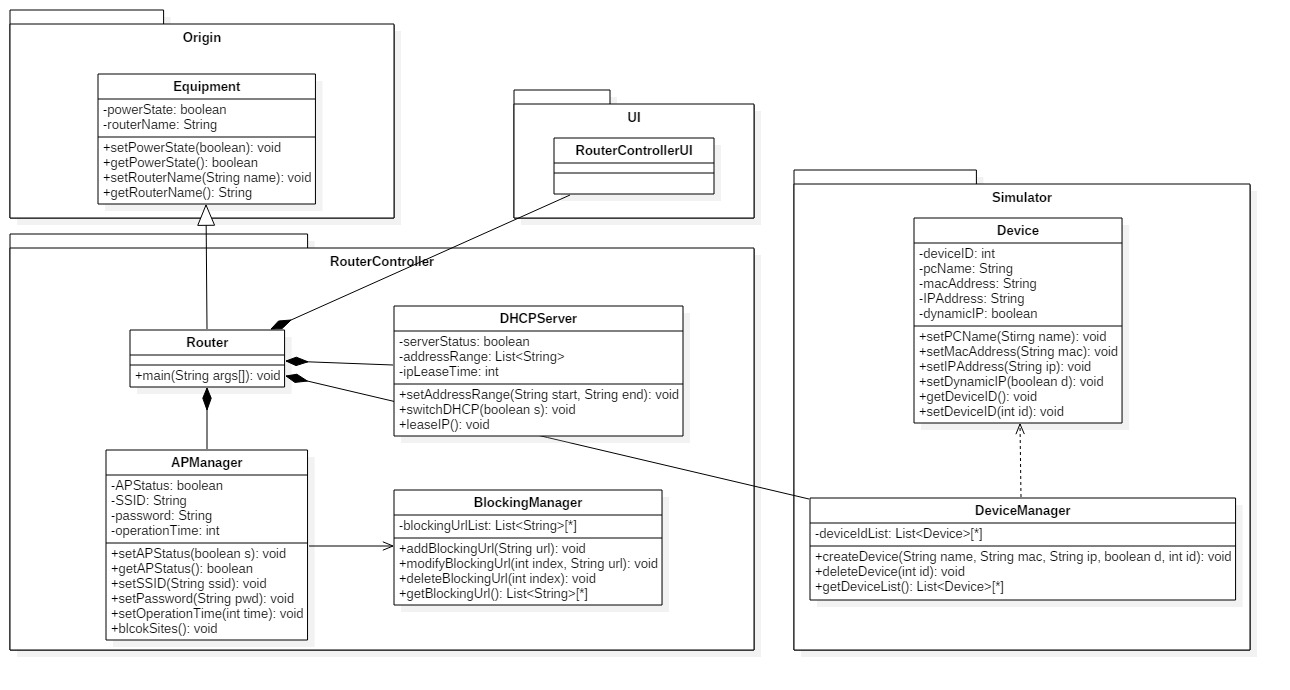 Origin
Equipment
-powerState: boolean
-routerName: String
+setPowerState(boolean): void
+getPowerState(): boolean
+setRouterName(String name): void
+getRouterName(): String
UI
RouterControllerUI
RouterController
Router
+main(String args[]): void
DHCPServer
-serverStatus: boolean
-addressRange: List<String>
-ipLeaseTime: int
+setAddressRange(String start, String end): void
+switchDHCP(boolean s): void
+leaseIP(): void
APManager
-APStatus: boolean
-SSID: String
-password: String
-operationTime: int
+setAPStatus(boolean s): void
+getAPStatus(): boolean
+setSSID(String ssid): void
+setPassword(String pwd): void
+setOperationTime(int time): void
+blcokSites(): void
BlockingManager
-blockingUrlList: List<String>[*]
+addBlockingUrl(String url): void
+modifyBlockingUrl(int index, String url): void
+deleteBlockingUrl(int index): void
+getBlockingUrl(): List<String>[*]
Simulator
Device
-deviceID: int
-pcName: String
-macAddress: String
-IPAddress: String
-dynamicIP: boolean
+setPCName(Stirng name): void
+setMacAddress(String mac): void
+setIPAddress(String ip): void
+setDynamicIP(boolean d): void
+getDeviceID(): void
+setDeviceID(int id): void
DeviceManager
-deviceIdList: List<Device>[*]
+createDevice(String name, String mac, String ip, boolean d, int id): void
+deleteDevice(int id): void
+getDeviceList(): List<Device>[*]